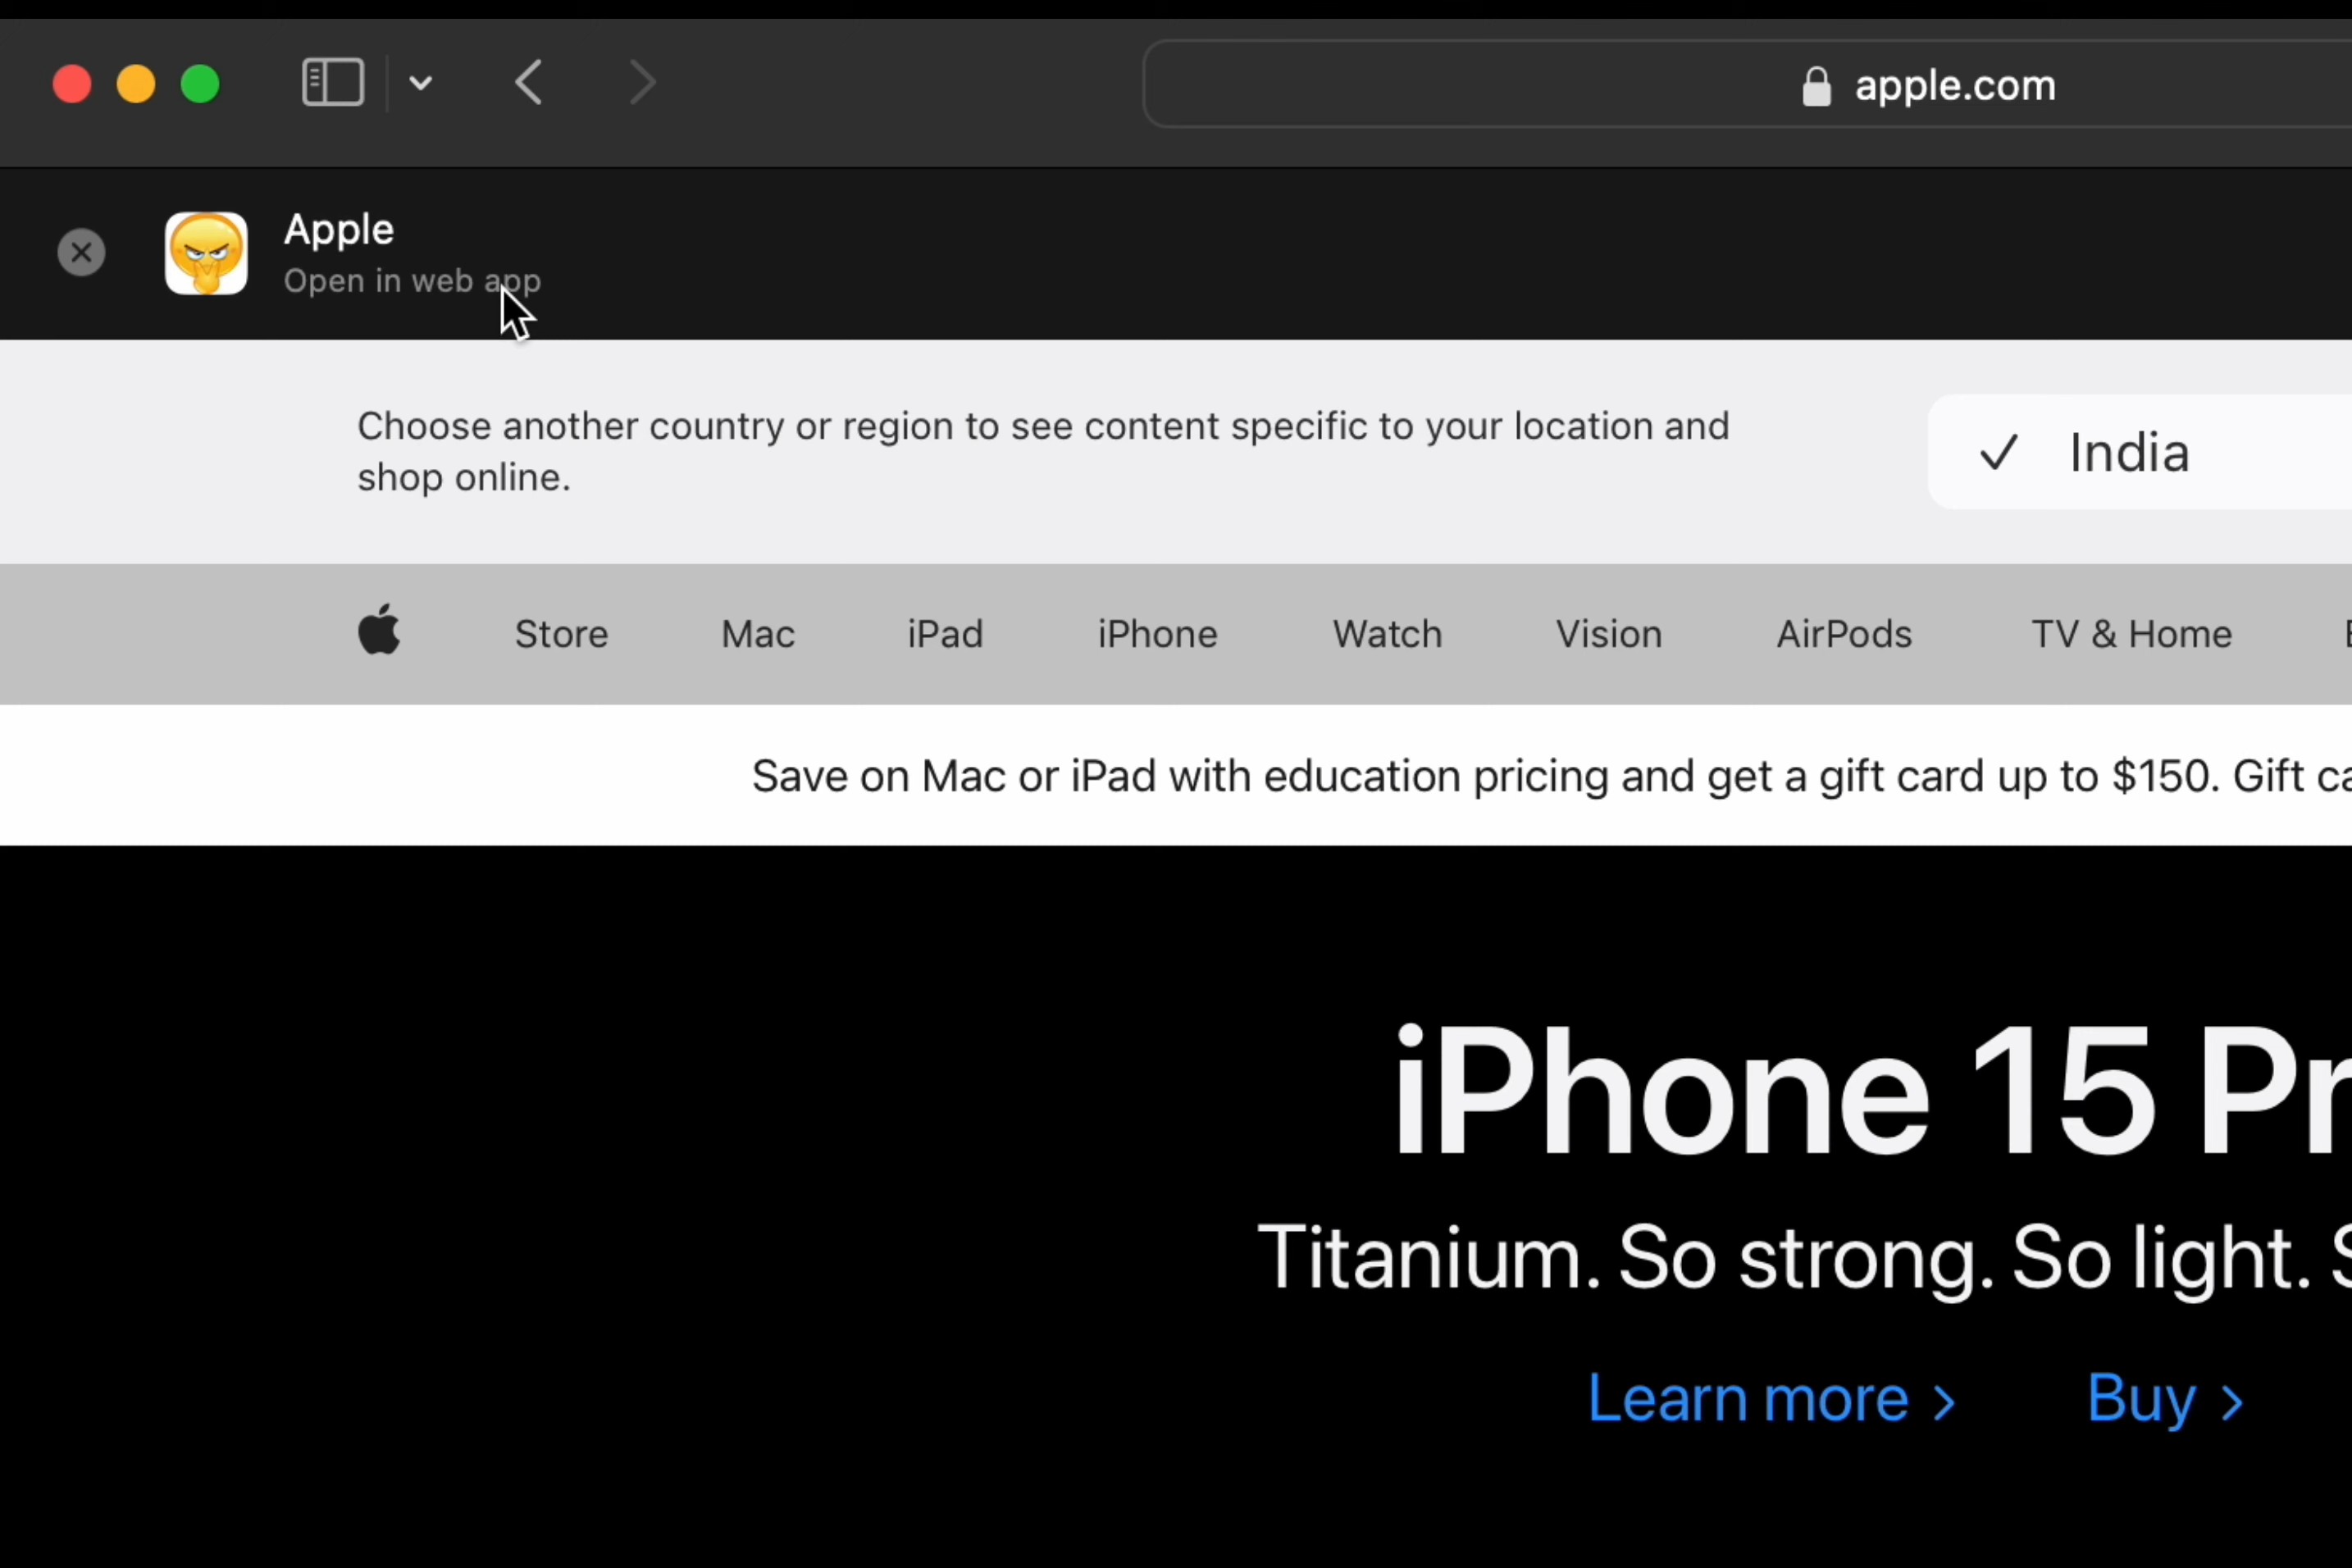 apple.com
Apple
Open in web app
Choose another country or region to see content specific to your location and
shop online.
India
Store Mac iPad iPhone Watch Vision AirPods TV & Home
Save on Mac or iPad with education pricing and get a gift card up to $150. Gift
iPhone 15
Titanium. So strong. So light.
Learn more > Buy >